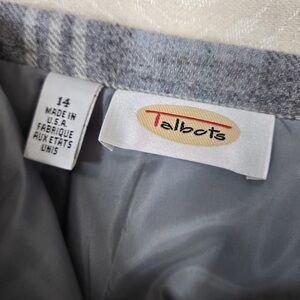 14
MADE IN
U.S.A.
FABRIQUE
AUX ETATS
UNIS
Talbots